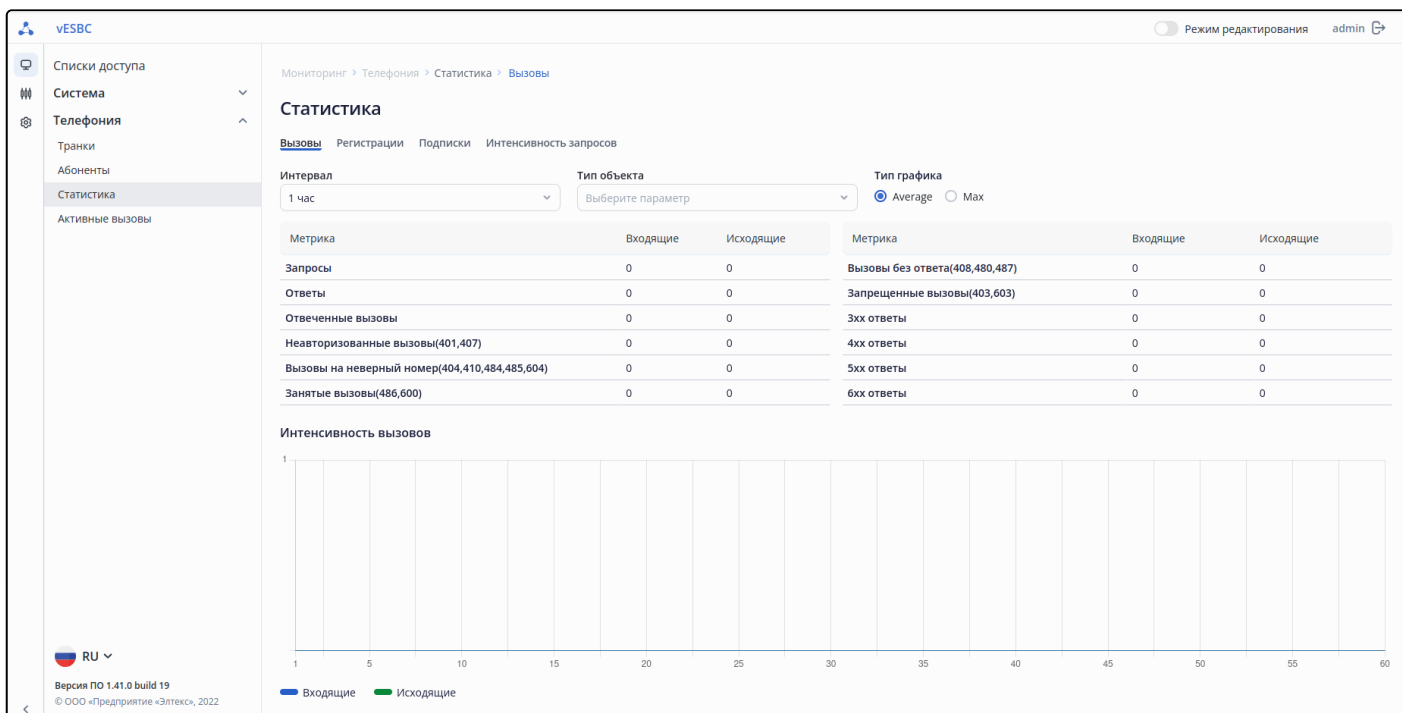 vESBC
Режим редактирования
admin
Списки доступа
Система
Телефония
Транки
Абоненты
Статистика
Активные вызовы
Мониторинг > Телефония > Статистика > Вызовы
Статистика
Вызовы Регистрации Подписки Интенсивность запросов
Интервал Тип объекта Тип графика
1 час Выберите параметр Average Max
Метрика Входящие Исходящие Метрика Входящие Исходящие
Запросы 0 0 Вызовы без ответа(408,480,487) 0 0
Ответы 0 0 Запрещенные вызовы(403,603) 0 0
Отвеченные вызовы 0 0 3xx ответы 0 0
Неавторизованные вызовы(401,407) 0 0 4xx ответы 0 0
Вызовы на неверный номер(404,410,484,485,604) 0 0 5xx ответы 0 0
Занятые вызовы(486,600) 0 0 6xx ответы 0 0
Интенсивность вызовов
1
1 5 10 15 20 25 30 35 40 45 50 55 60
Входящие Исходящие
RU
Версия ПО 1.41.0 build 19
© ООО «Предприятие «Элтекс», 2022